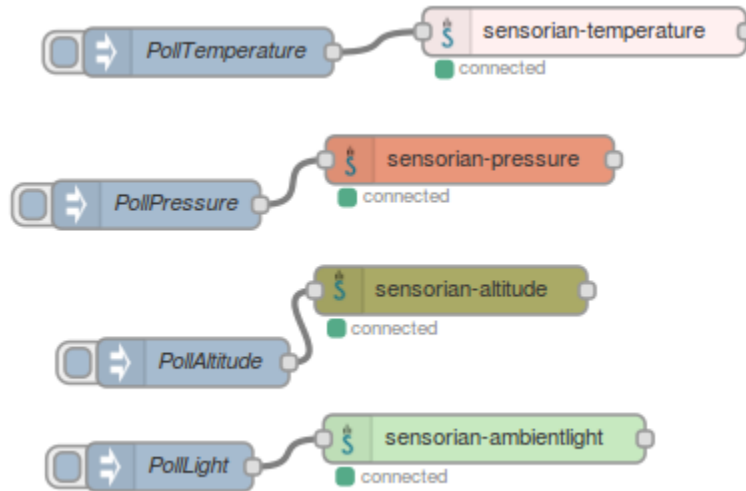 PollTemperature
sensorian-temperature
connected
sensorian-pressure
connected
PollPressure
sensorian-altitude
connected
PollAltitude
sensorian-ambientlight
PollLight
connected